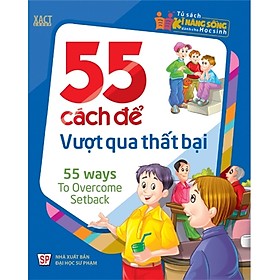 XACT
Tủ sách
KĨ NĂNG SỐNG
dành cho Học sinh
55
cách để
Vượt qua thất bại
55 ways
To Overcome
Setback
SP
NHÀ XUẤT BẢN
ĐẠI HỌC SƯ PHẠM